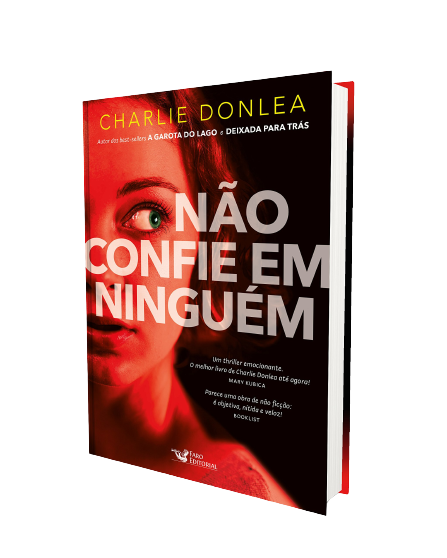 CHARLIE DONLEA
Autor dos best-sellers A GAROTA DO LAGO e DEIXADA PARA TRÁS
NÃO
CONFIE EM
NINGUÉM
Um thriller emocionante.
O melhor livro de Charlie Donlea até agora!
MARY KUBICA
Parece uma obra de não ficção:
é objetiva, nítida e veloz!
BOOKLIST
FARO
EDITORIAL